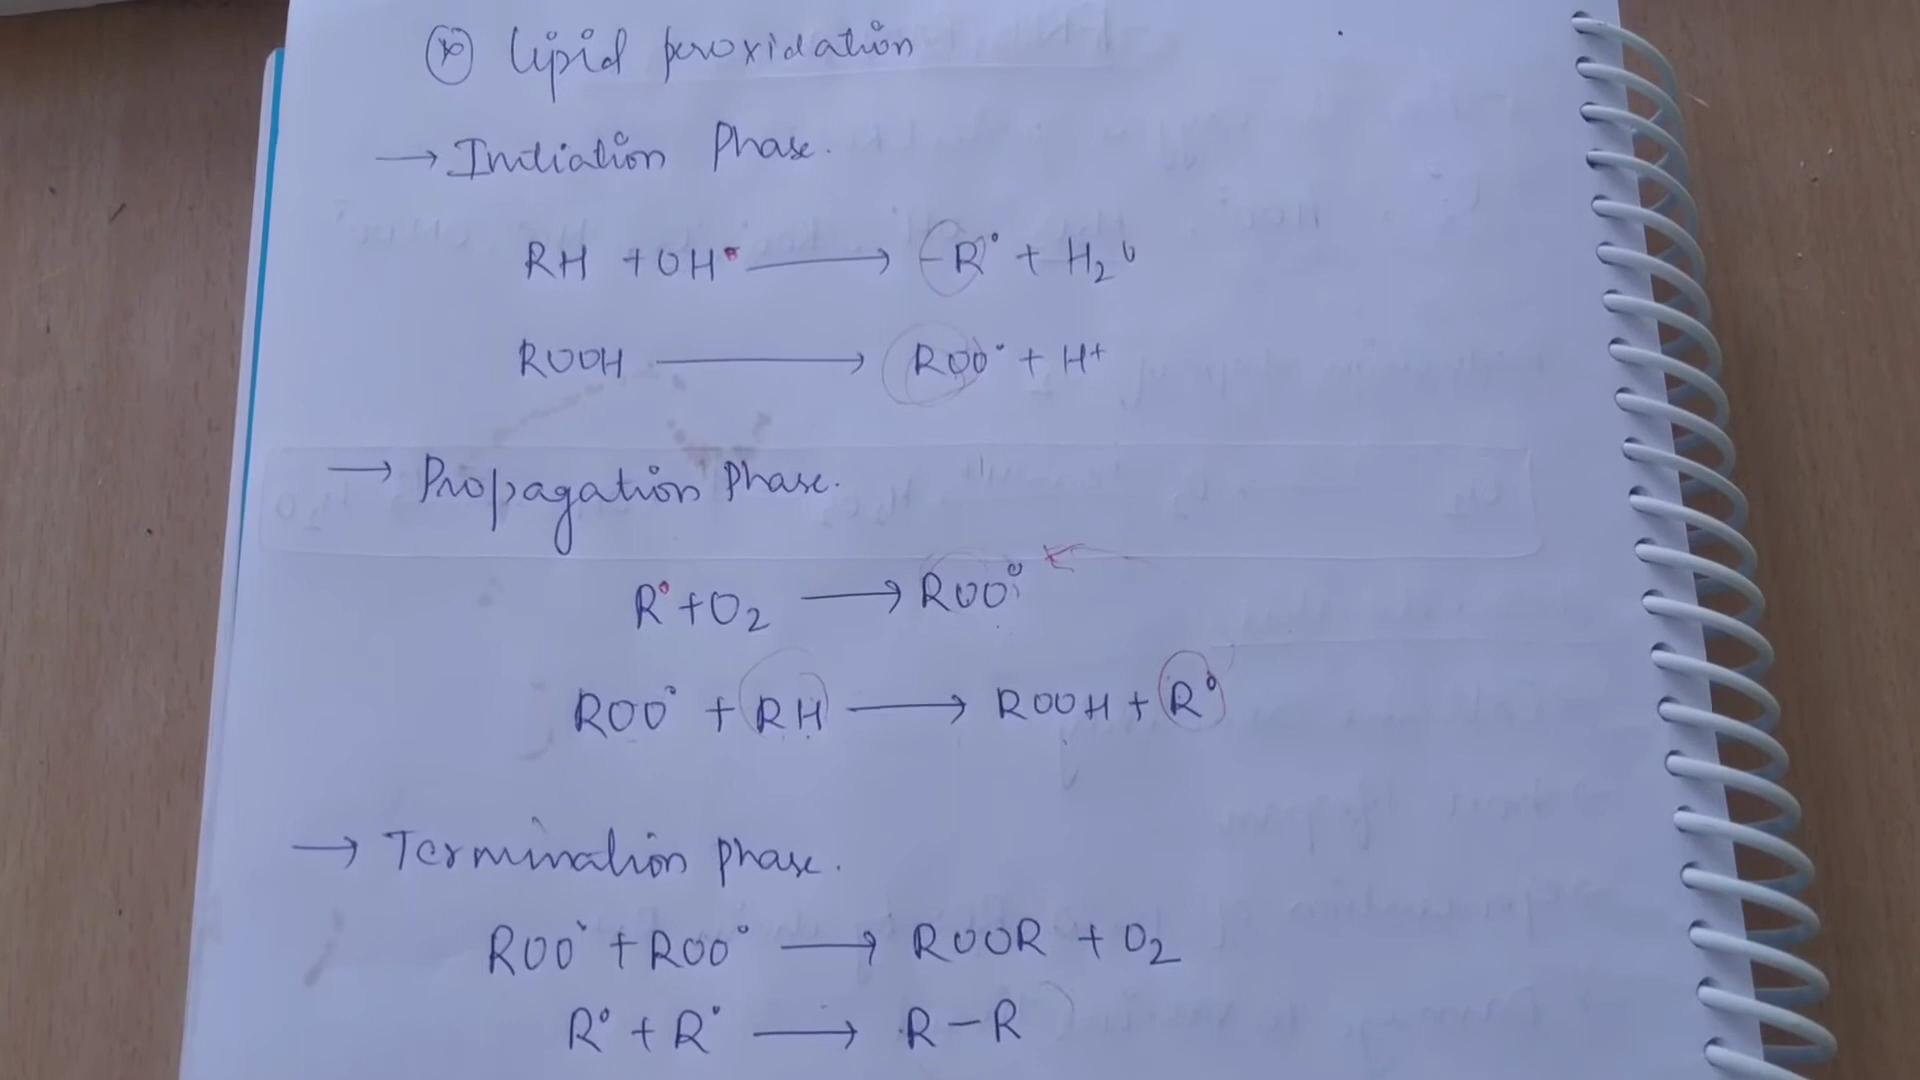 ⊛ Lipid peroxidation
→ Initiation Phase.
RH + OH• → R° + H2O
ROOH → ROO° + H+
→ Propagation Phase.
R° + O2 → ROO°
ROO° + RH → ROOH + R°
→ Termination phase.
ROO° + ROO° → ROOR + O2
R° + R° → R – R